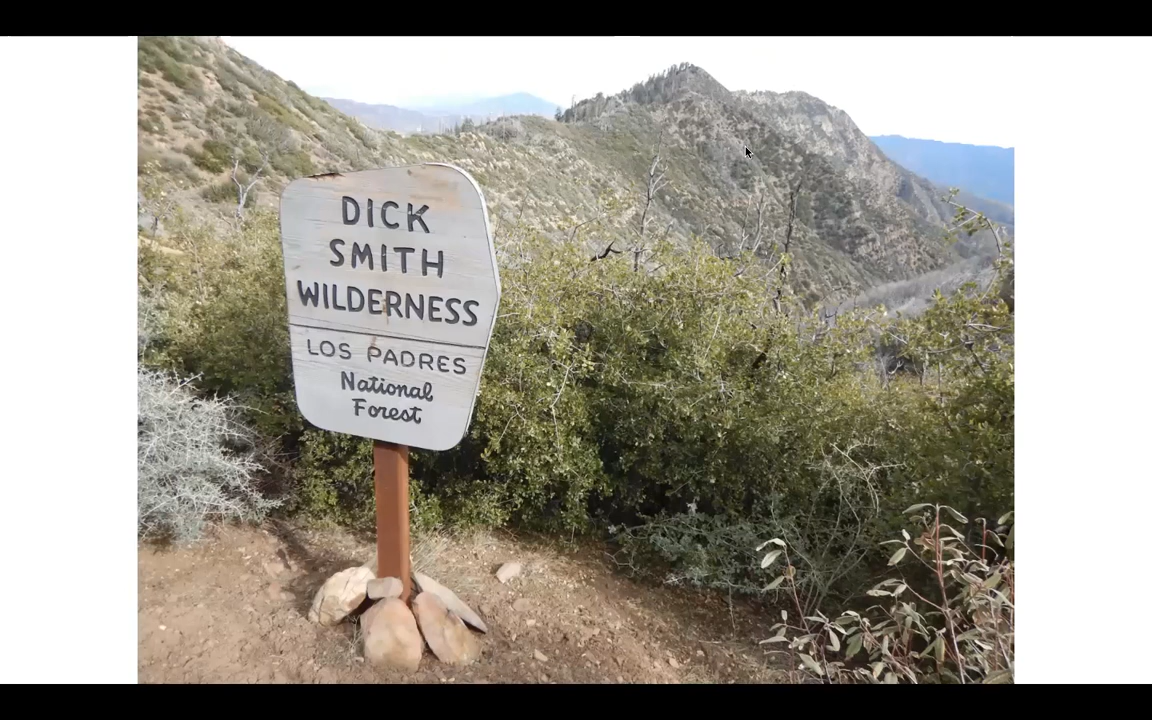 DICK
SMITH
WILDERNESS
LOS PADRES
National
Forest